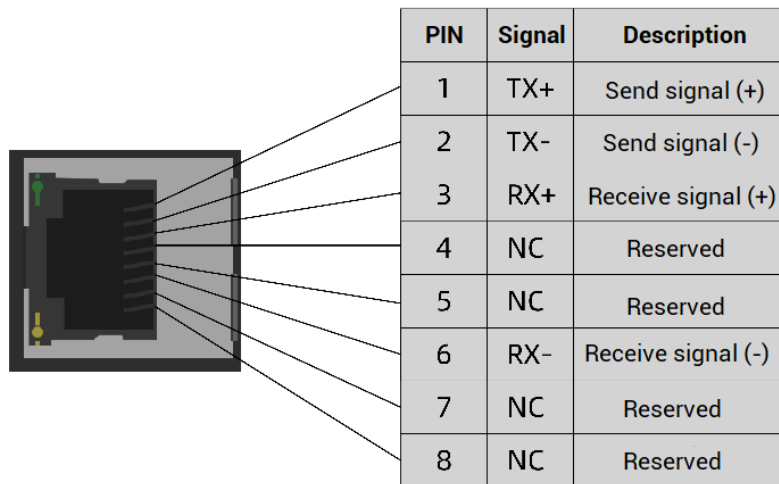 PIN Signal Description
1 TX+ Send signal (+)
2 TX- Send signal (-)
3 RX+ Receive signal (+)
4 NC Reserved
5 NC Reserved
6 RX- Receive signal (-)
7 NC Reserved
8 NC Reserved